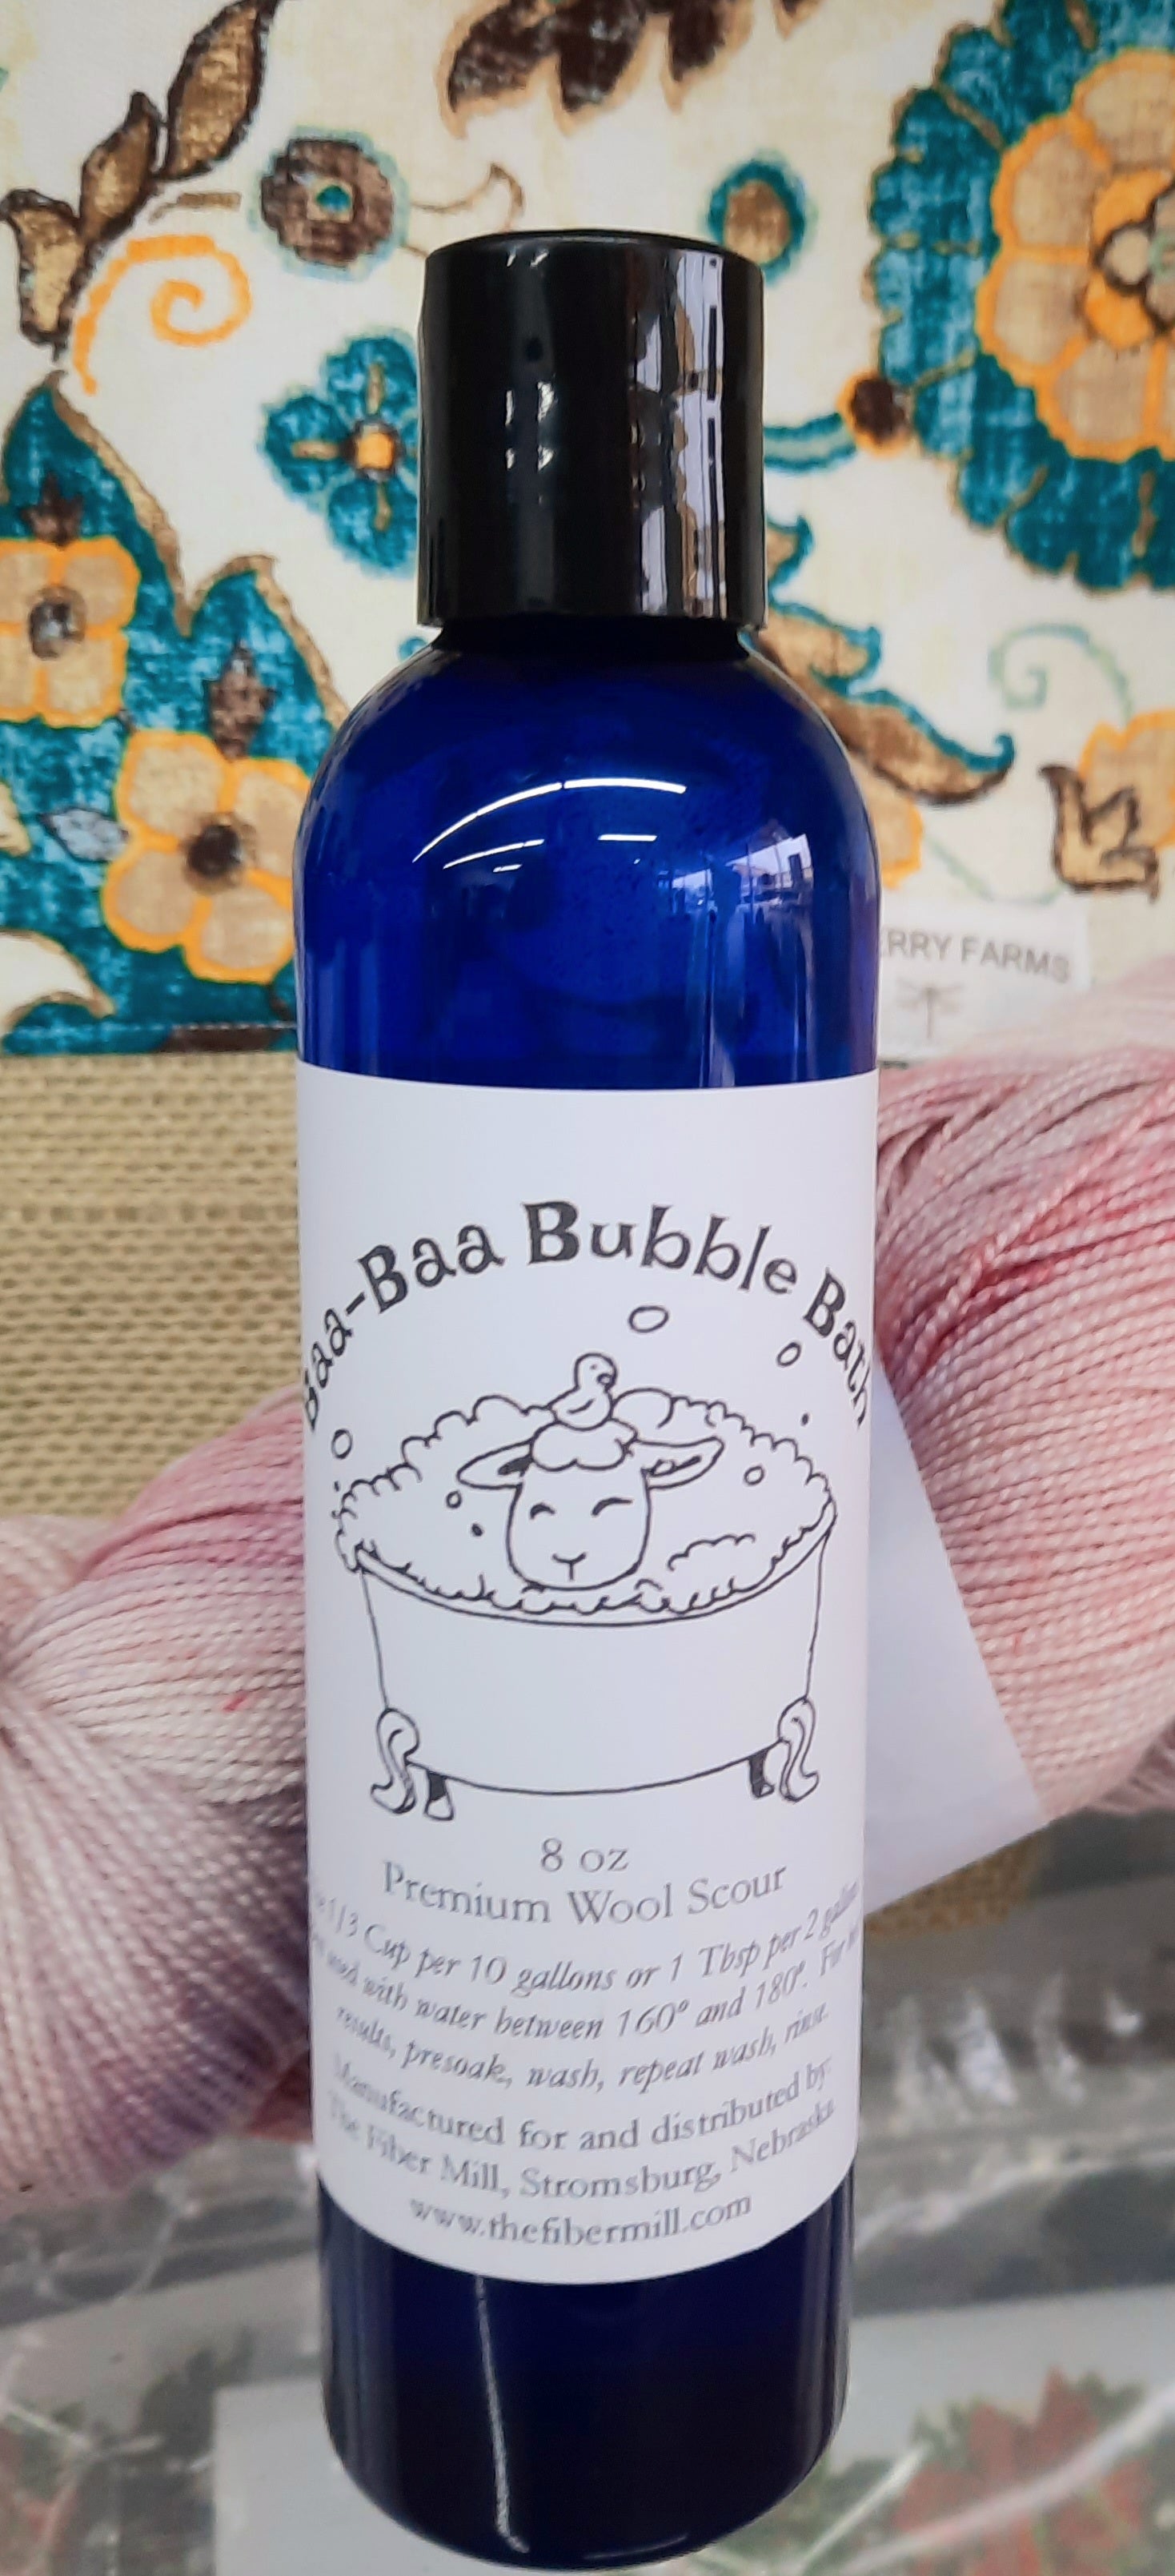 ERRY FARMS
Baa-Baa Bubble Bath
8 oz
Premium Wool Scour
1/3 Cup per 10 gallons or 1 Tbsp per 2 gallons
used with water between 160° and 180°. For
results, presoak, wash, repeat wash, rinse.
Manufactured for and distributed by:
The Fiber Mill, Stromsburg, Nebraska
www.thefibermill.com